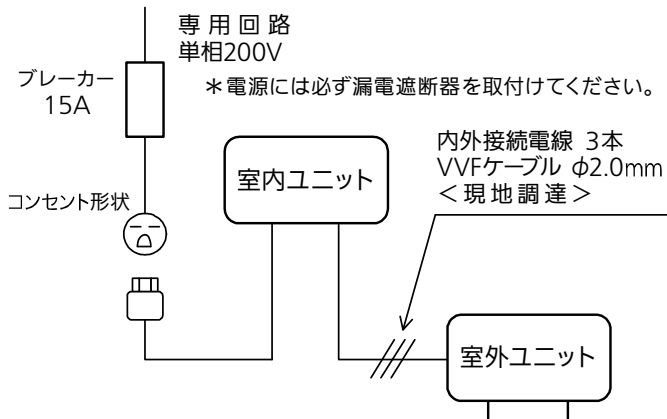 専用回路
単相200V
＊電源には必ず漏電遮断器を取付けてください。
ブレーカー
15A
コンセント形状
室内ユニット
内外接続電線 3本
VVFケーブル φ2.0mm
＜現地調達＞
室外ユニット